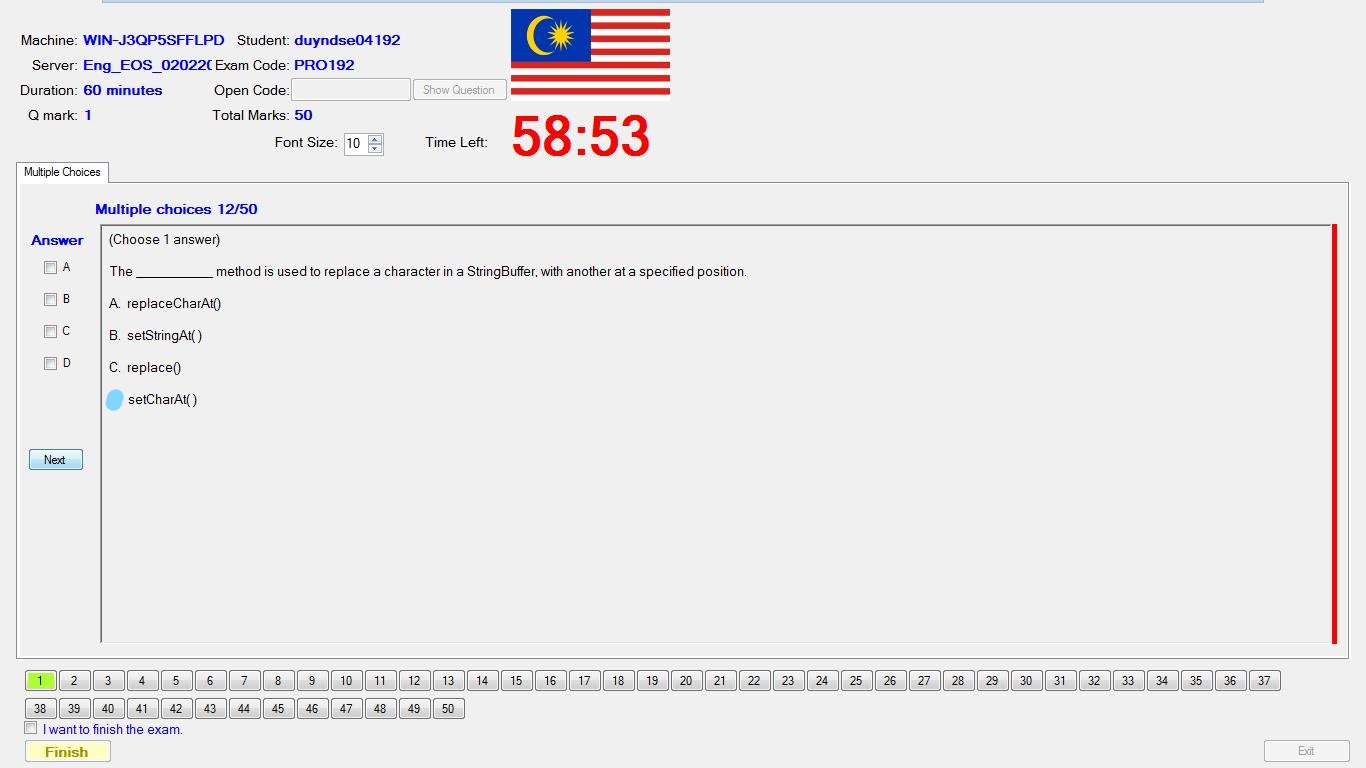 Machine: WIN-J3QP5SFFLPD Student: duyndse04192
Server: Eng_EOS_020220 Exam Code: PRO192
Duration: 60 minutes Open Code: Show Question
Q mark: 1 Total Marks: 50
Font Size: 10 Time Left: 58:53
Multiple Choices
Multiple choices 12/50
Answer
(Choose 1 answer)
A
The ___________ method is used to replace a character in a StringBuffer, with another at a specified position.
B
A. replaceCharAt()
C
B. setStringAt( )
D
C. replace()
setCharAt( )
Next
1 2 3 4 5 6 7 8 9 10 11 12 13 14 15 16 17 18 19 20 21 22 23 24 25 26 27 28 29 30 31 32 33 34 35 36 37
38 39 40 41 42 43 44 45 46 47 48 49 50
I want to finish the exam.
Finish Exit